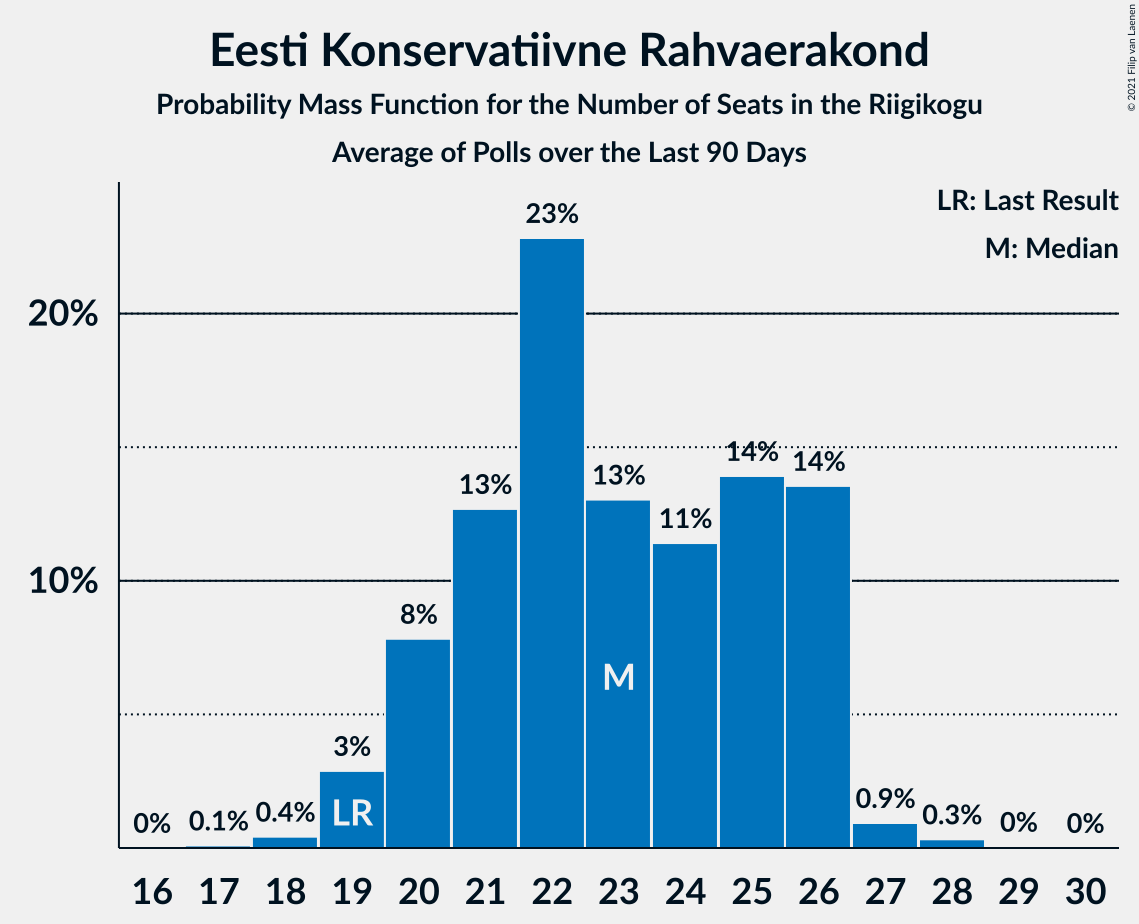 Eesti Konservatiivne Rahvaerakond
Probability Mass Function for the Number of Seats in the Riigikogu
Average of Polls over the Last 90 Days
© 2021 Filip van Laenen
LR: Last Result
M: Median
20%
10%
0% 0.1% 0.4% 3% 8% 13% 23% 13% 11% 14% 14% 0.9% 0.3% 0% 0%
LR
M
16 17 18 19 20 21 22 23 24 25 26 27 28 29 30